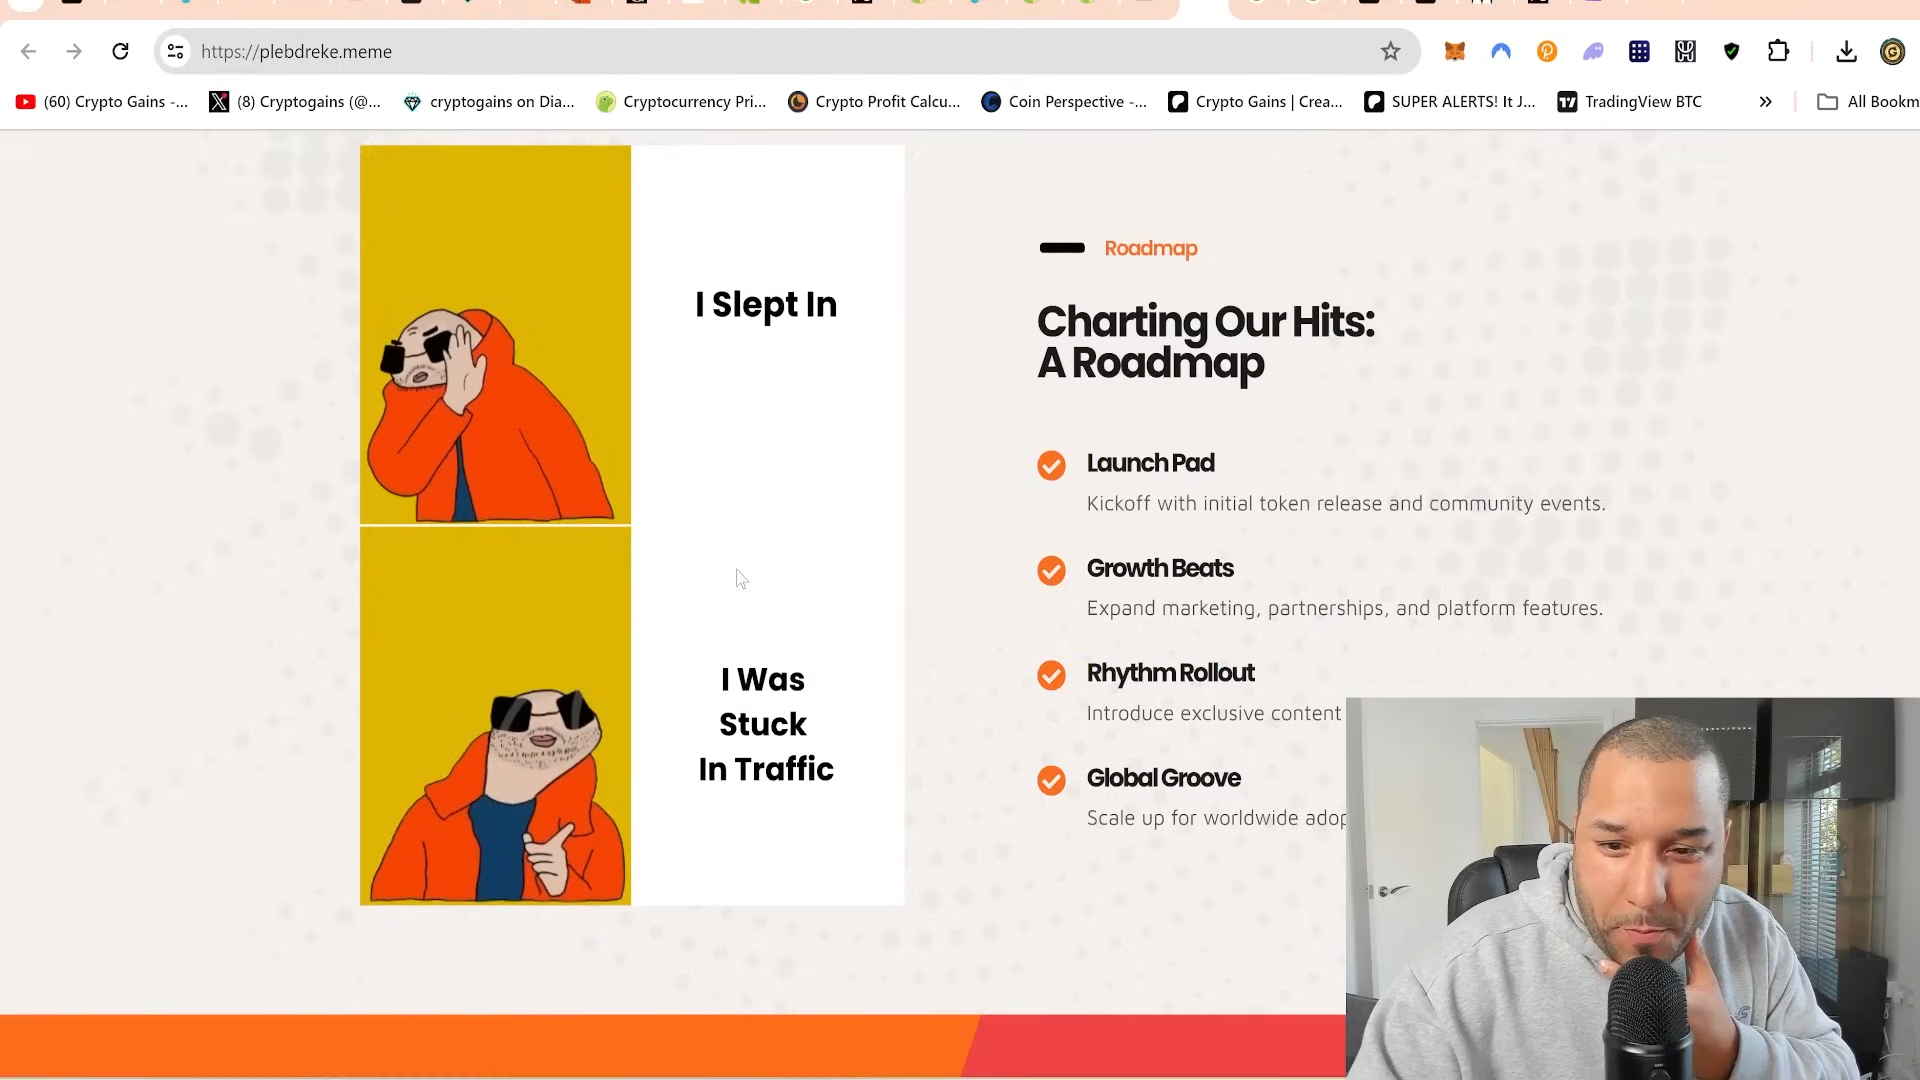 https://plebdreke.meme
(60) Crypto Gains -...
(8) Cryptogains (@...
cryptogains on Dia...
Cryptocurrency Pri...
Crypto Profit Calcu...
Coin Perspective -...
Crypto Gains | Crea...
SUPER ALERTS! It J...
TradingView BTC
»
All Bookm
I Slept In
I Was
Stuck
In Traffic
Roadmap
Charting Our Hits:
A Roadmap
Launch Pad
Kickoff with initial token release and community events.
Growth Beats
Expand marketing, partnerships, and platform features.
Rhythm Rollout
Introduce exclusive content
Global Groove
Scale up for worldwide adop